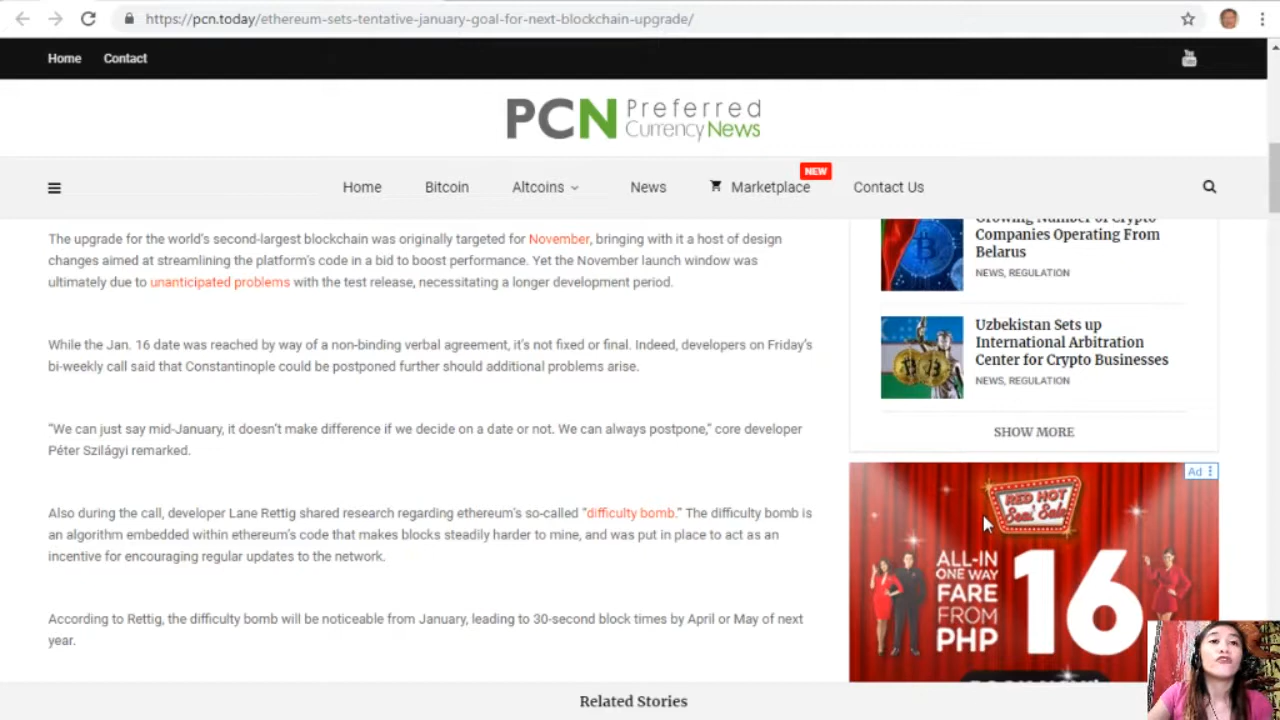 https://pcn.today/ethereum-sets-tentative-january-goal-for-next-blockchain-upgrade/
Home Contact
You Tube
PCN Preferred
Currency News
Home Bitcoin Altcoins News Marketplace NEW Contact Us
The upgrade for the world's second-largest blockchain was originally targeted for November, bringing with it a host of design
changes aimed at streamlining the platform's code in a bid to boost performance. Yet the November launch window was
ultimately due to unanticipated problems with the test release, necessitating a longer development period.
While the Jan. 16 date was reached by way of a non-binding verbal agreement, it's not fixed or final. Indeed, developers on Friday's
bi-weekly call said that Constantinople could be postponed further should additional problems arise.
“We can just say mid-January, it doesn't make difference if we decide on a date or not. We can always postpone,” core developer
Péter Szilágyi remarked.
Also during the call, developer Lane Rettig shared research regarding ethereum's so-called “difficulty bomb.” The difficulty bomb is
an algorithm embedded within ethereum's code that makes blocks steadily harder to mine, and was put in place to act as an
incentive for encouraging regular updates to the network.
According to Rettig, the difficulty bomb will be noticeable from January, leading to 30-second block times by April or May of next
year.
Growing Number of Crypto
Companies Operating From
Belarus
NEWS, REGULATION
Uzbekistan Sets up
International Arbitration
Center for Crypto Businesses
NEWS, REGULATION
SHOW MORE
Ad
RED HOT
Seat Sale
ALL-IN
ONE WAY
FARE
FROM
PHP
16
Related Stories